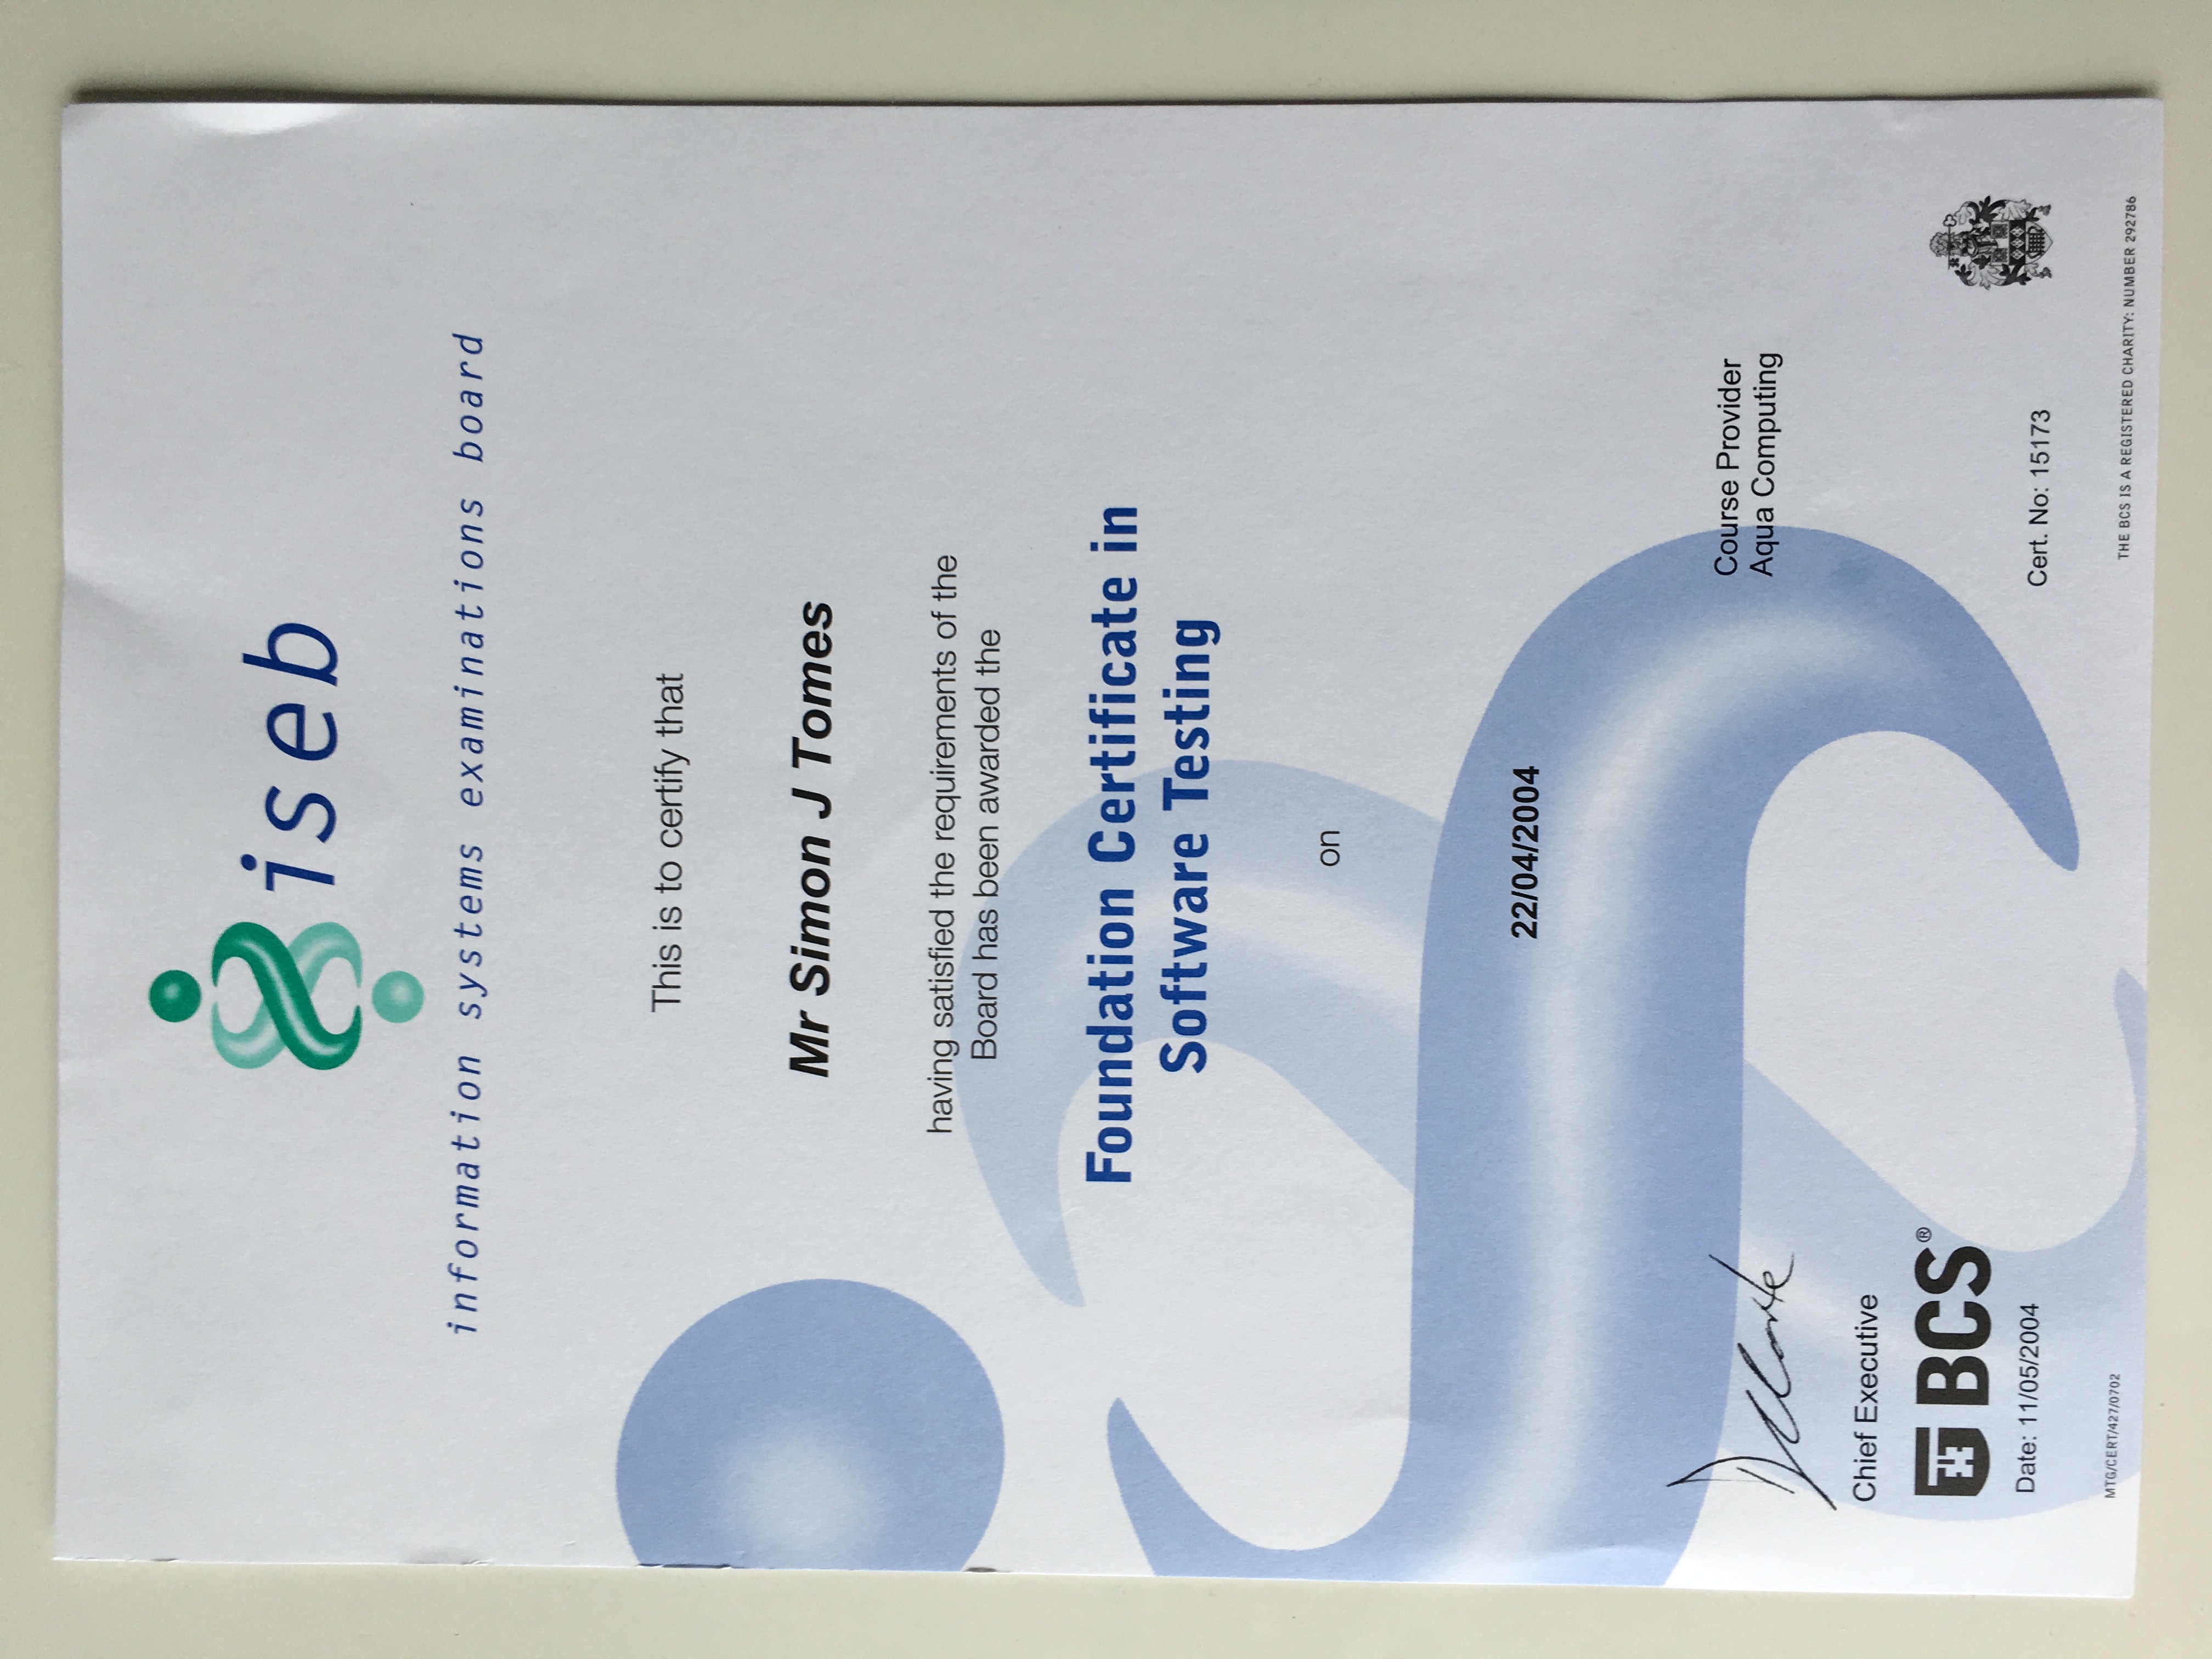 iseb
information systems examinations board
This is to certify that
Mr Simon J Tomes
having satisfied the requirements of the
Board has been awarded the
Foundation Certificate in
Software Testing
on
22/04/2004
Course Provider
Aqua Computing
Chief Executive
BCS®
Date: 11/05/2004
Cert. No: 15173
MTG/CERT/427/0702
THE BCS IS A REGISTERED CHARITY: NUMBER 292786